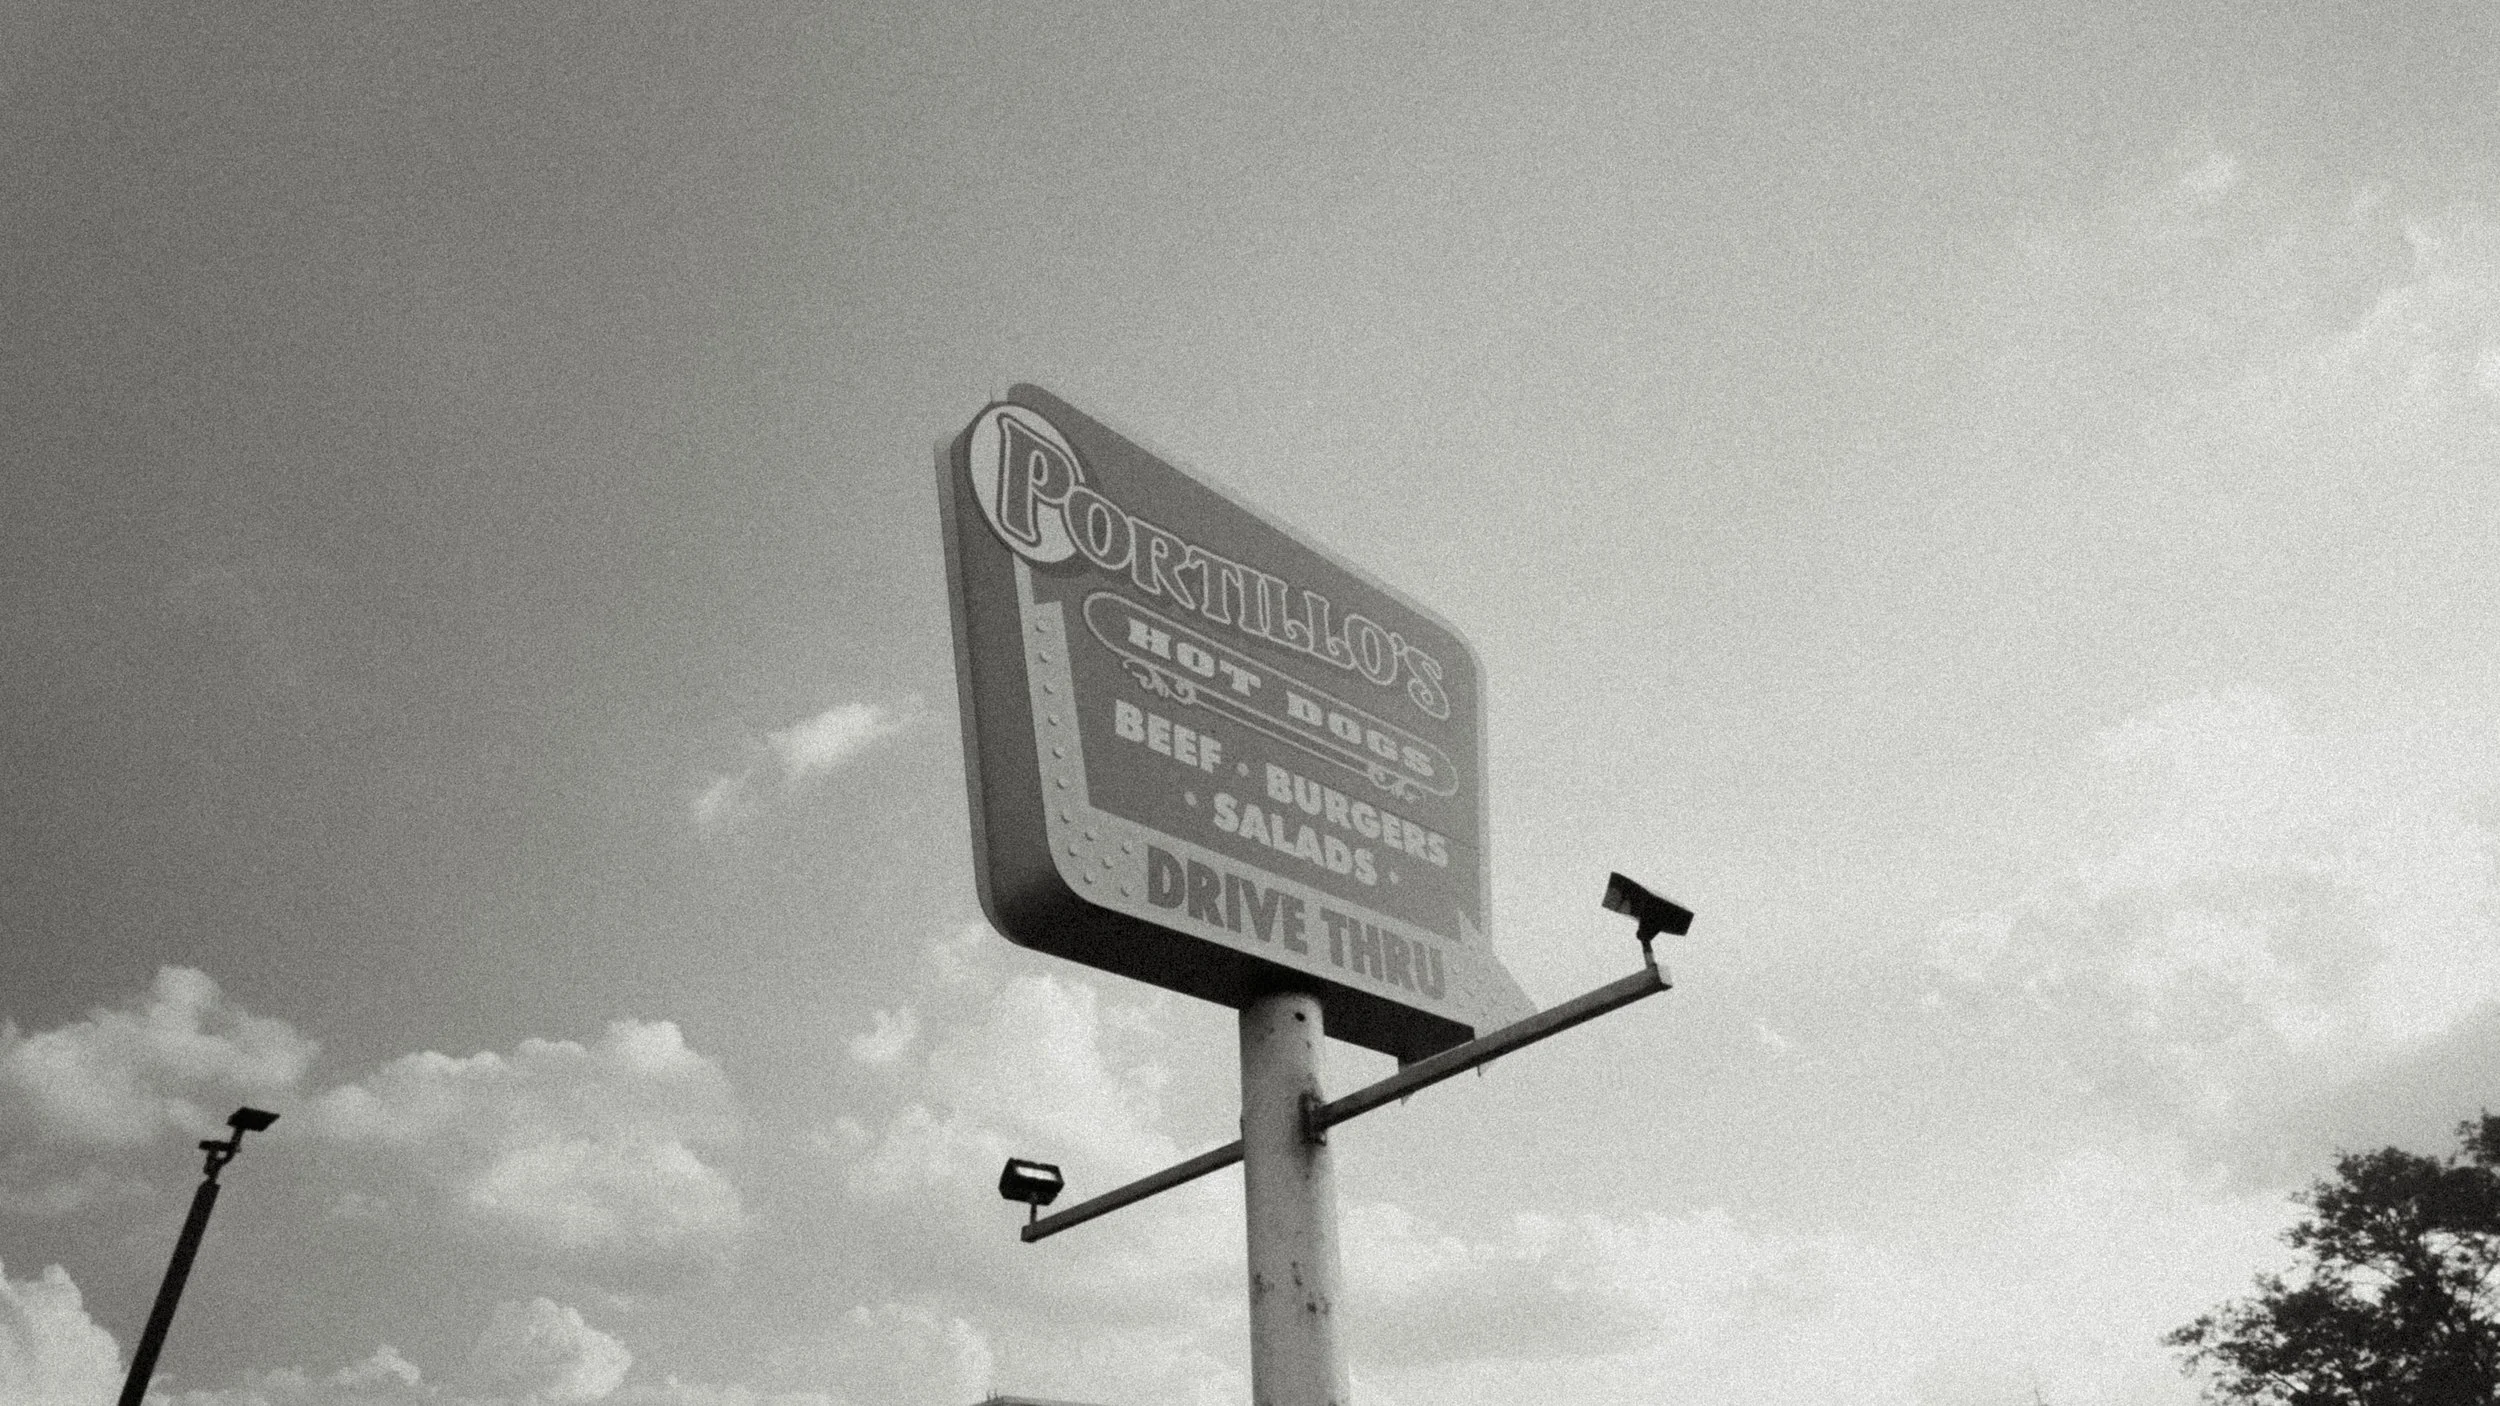 PORTILLO'S
HOT DOGS
BEEF • BURGERS
• SALADS •
DRIVE THRU